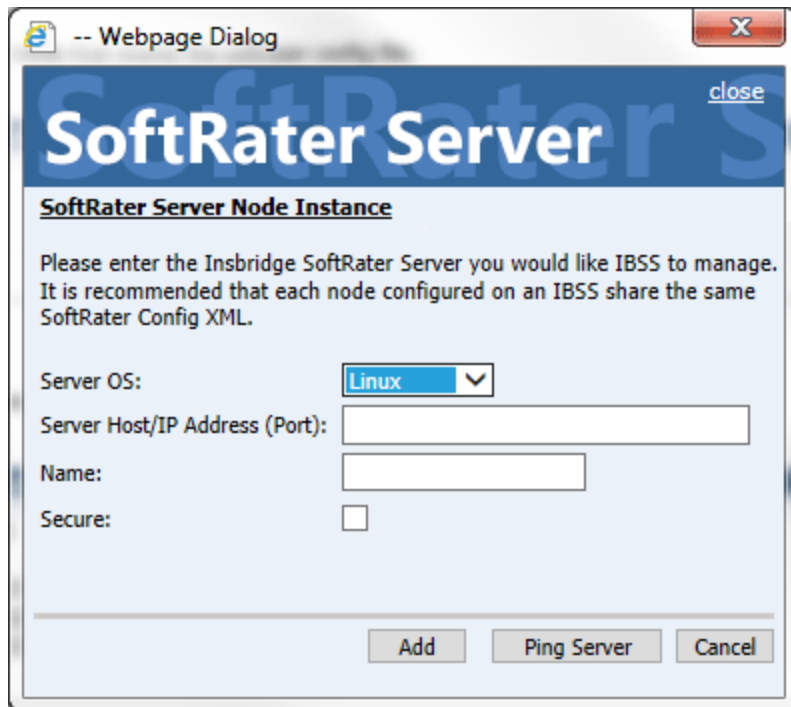 -- Webpage Dialog
close
SoftRater Server
SoftRater Server Node Instance
Please enter the Insbridge SoftRater Server you would like IBSS to manage.
It is recommended that each node configured on an IBSS share the same
SoftRater Config XML.
Server OS: Linux
Server Host/IP Address (Port):
Name:
Secure:
Add Ping Server Cancel